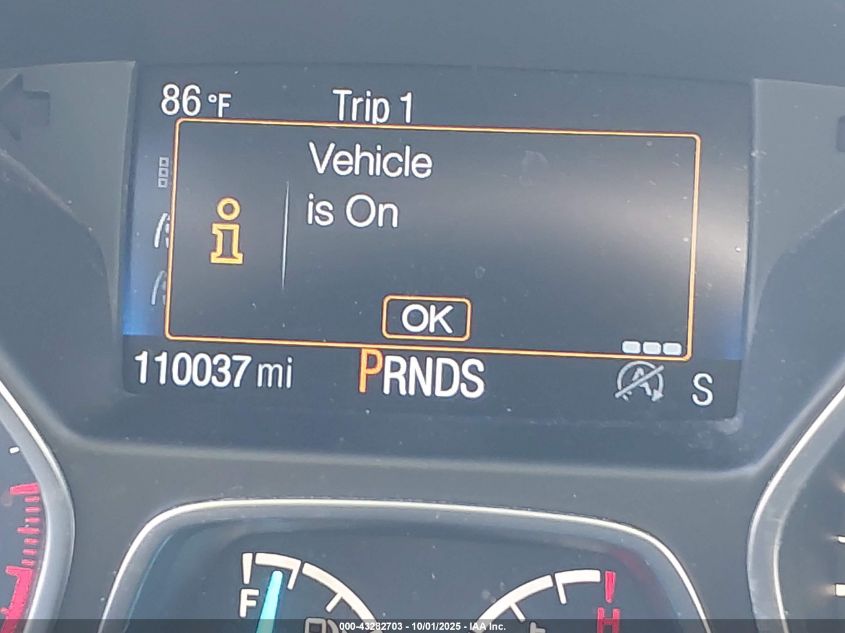 86 °F Trip 1
Vehicle
is On
OK
110037 mi PRNDS A S
F H
000-43282703 - 10/01/2025 - IAA Inc.